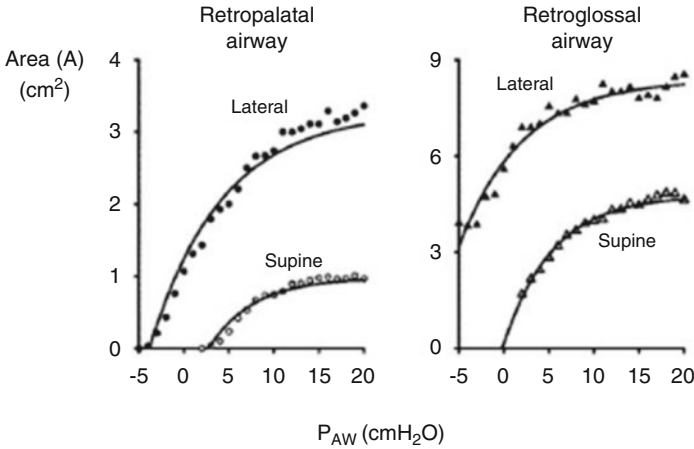 Retropalatal
airway
Retroglossal
airway
Area (A)
(cm²)
4
3
2
1
0
Lateral
Supine
-5 0 5 10 15 20
9
6
3
0
Lateral
Supine
-5 0 5 10 15 20
P_AW (cmH₂O)